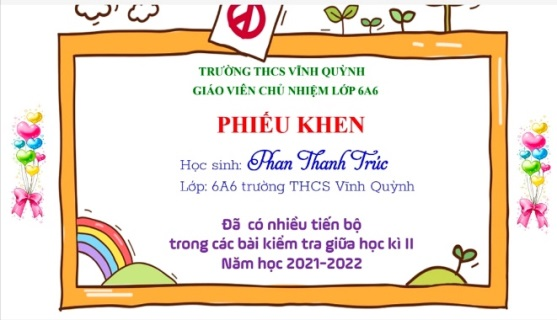 TRƯỜNG THCS VĨNH QUỲNH
GIÁO VIÊN CHỦ NHIỆM LỚP 6A6
PHIẾU KHEN
Học sinh: Phan Thanh Trúc
Lớp: 6A6 trường THCS Vĩnh Quỳnh
Đã có nhiều tiến bộ
trong các bài kiểm tra giữa học kì II
Năm học 2021-2022